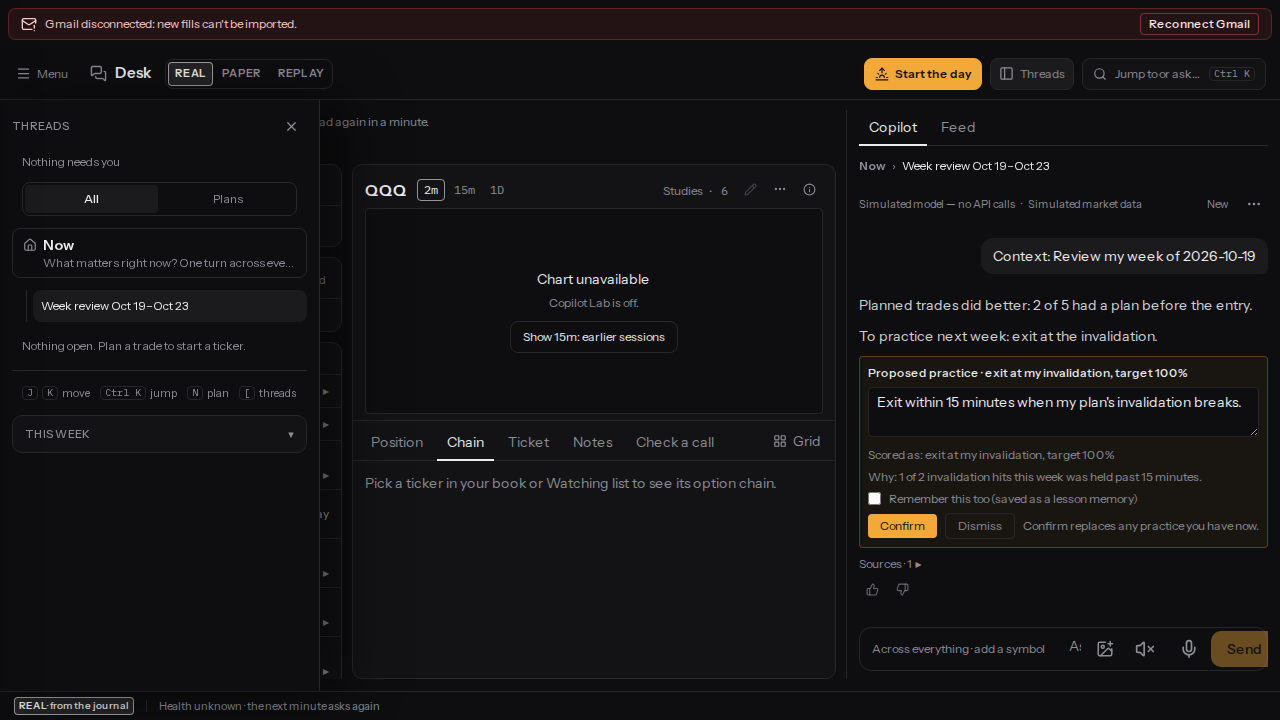 Gmail disconnected: new fills can't be imported.
Reconnect Gmail
Menu
Desk
REAL
PAPER
REPLAY
Start the day
Threads
Jump to or ask...
Ctrl K
THREADS
Nothing needs you
All
Plans
Now
What matters right now? One turn across eve...
Week review Oct 19–Oct 23
Nothing open. Plan a ticker to start a ticker.
J K move Ctrl K jump N plan [ threads
THIS WEEK
ad again in a minute.
QQQ
2m
15m
1D
Studies · 6
Chart unavailable
Copilot Lab is off.
Show 15m: earlier sessions
Position
Chain
Ticket
Notes
Check a call
Grid
Pick a ticker in your book or Watching list to see its option chain.
Copilot
Feed
Now › Week review Oct 19–Oct 23
Simulated model — no API calls · Simulated market data
New
Context: Review my week of 2026-10-19
Planned trades did better: 2 of 5 had a plan before the entry.
To practice next week: exit at the invalidation.
Proposed practice · exit at my invalidation, target 100%
Exit within 15 minutes when my plan's invalidation breaks.
Scored as: exit at my invalidation, target 100%
Why: 1 of 2 invalidation hits this week was held past 15 minutes.
Remember this too (saved as a lesson memory)
Confirm
Dismiss
Confirm replaces any practice you have now.
Sources · 1
Across everything · add a symbol
Send
REAL · from the journal
Health unknown · the next minute asks again